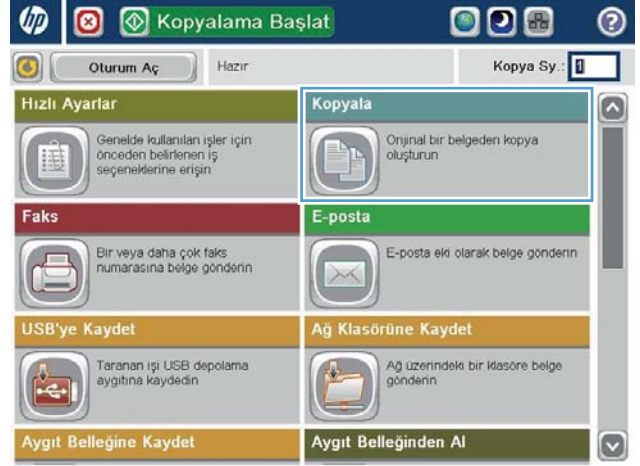 hp
Kopyalama Başlat
?
Oturum Aç
Hazır
Kopya Sy.: 1
Hızlı Ayarlar
Genelde kullanılan işler için
önceden belirlenen iş
seçeneklerine erişin
Kopyala
Orijinal bir belgeden kopya
oluşturun
Faks
Bir veya daha çok faks
numarasına belge gönderin
E-posta
E-posta eki olarak belge gönderin
USB'ye Kaydet
Taranan işi USB depolama
aygıtına kaydedin
Ağ Klasörüne Kaydet
Ağ üzerindeki bir klasöre belge
gönderin
Aygıt Belleğine Kaydet
Aygıt Belleğinden Al